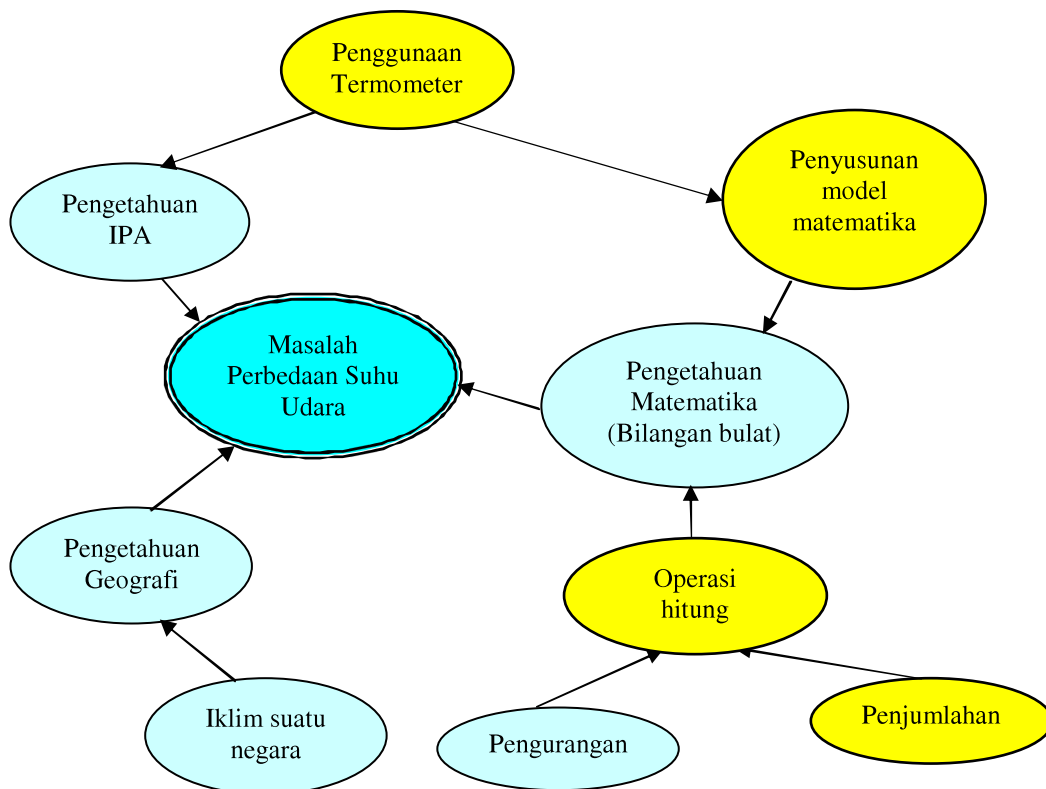 Penggunaan
Termometer
Penyusunan
model
matematika
Pengetahuan
IPA
Masalah
Perbedaan Suhu
Udara
Pengetahuan
Matematika
(Bilangan bulat)
Pengetahuan
Geografi
Operasi
hitung
Iklim suatu
negara
Pengurangan
Penjumlahan